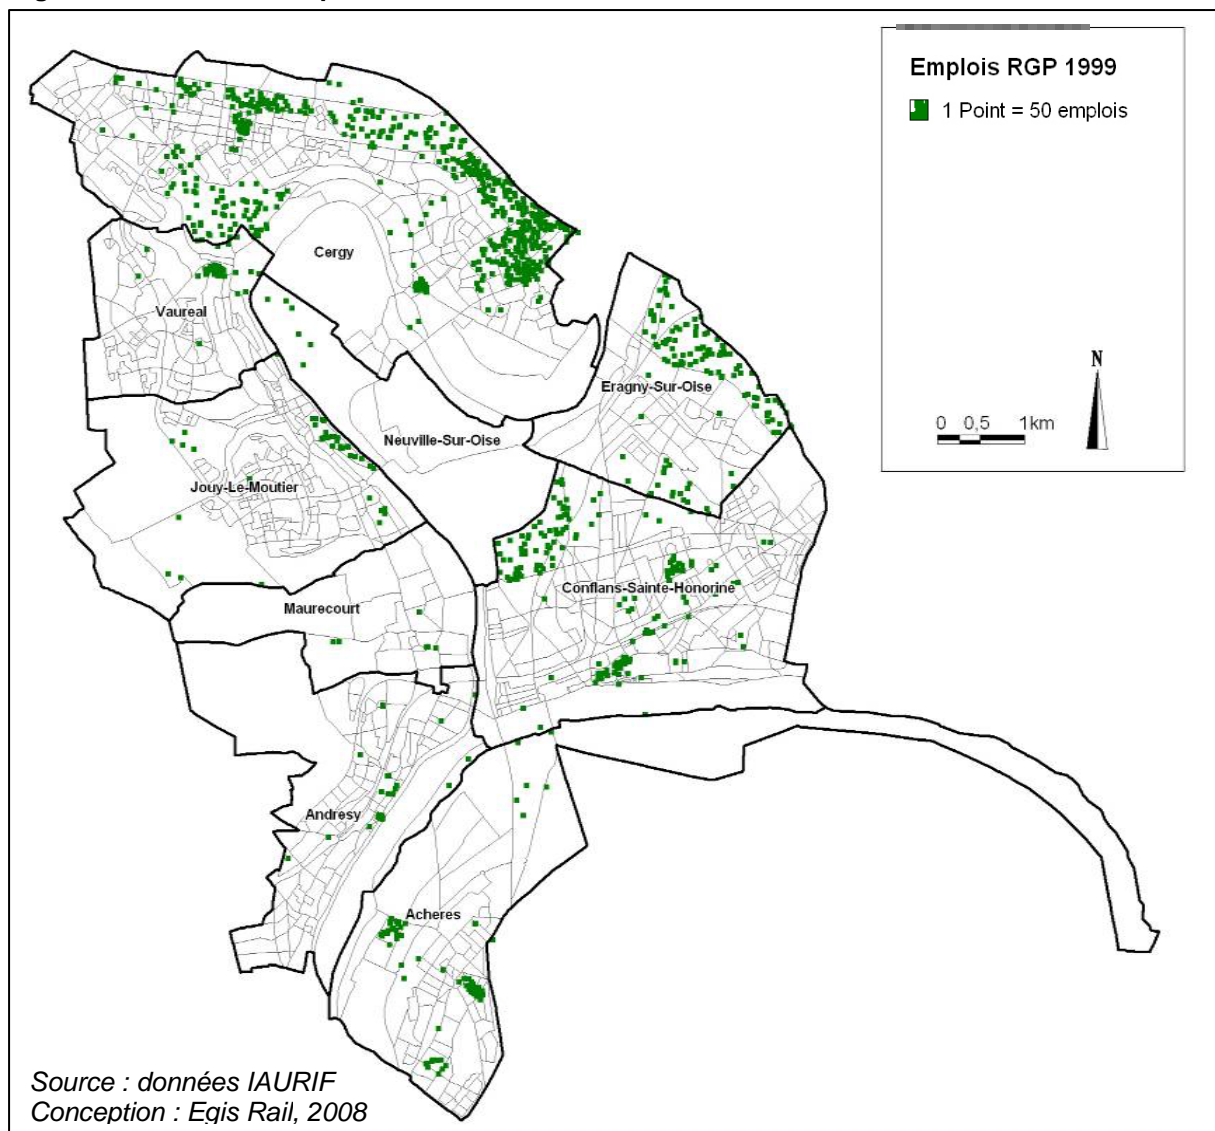 Emplois RGP 1999
1 Point = 50 emplois
N
0 0,5 1km
Cergy
Vaureal
Eragny-Sur-Oise
Neuville-Sur-Oise
Jouy-Le-Moutier
Conflans-Sainte-Honorine
Maurecourt
Andresy
Acheres
Source : données IAURIF
Conception : Egis Rail, 2008